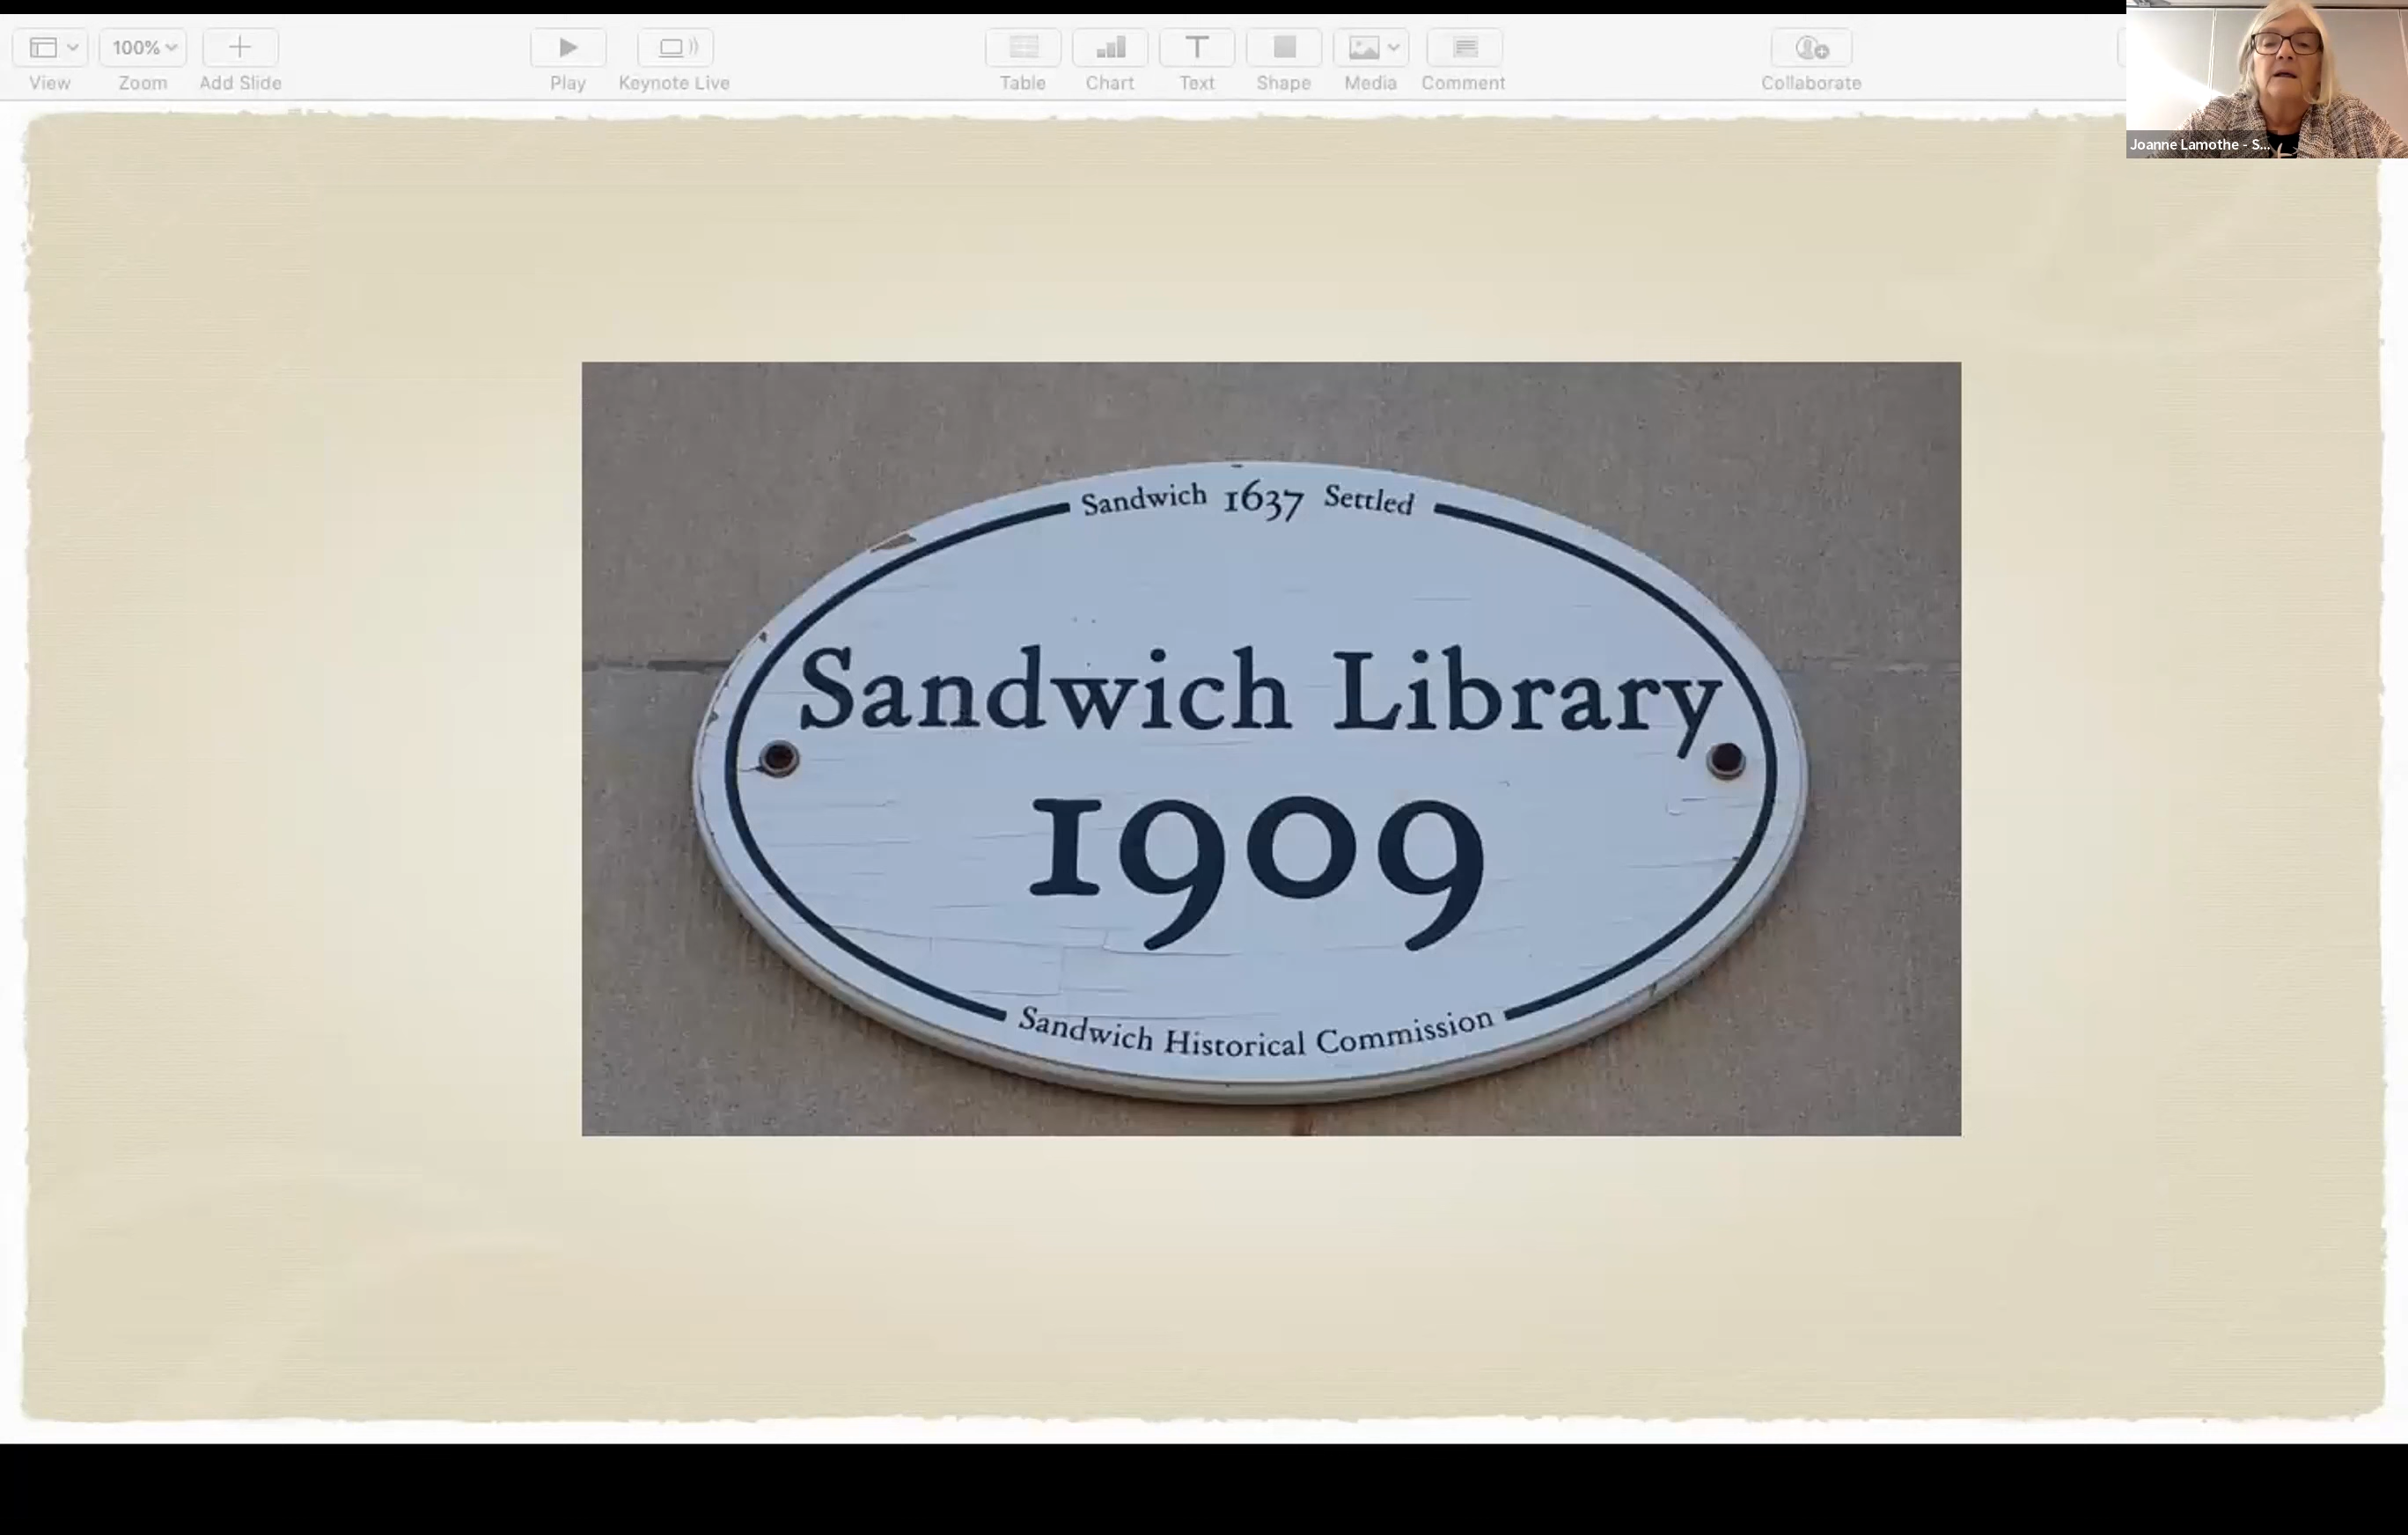 100%
View Zoom Add Slide Play Keynote Live Table Chart Text Shape Media Comment Collaborate
Joanne Lamothe - S...
Sandwich 1637 Settled
Sandwich Library
1909
Sandwich Historical Commission